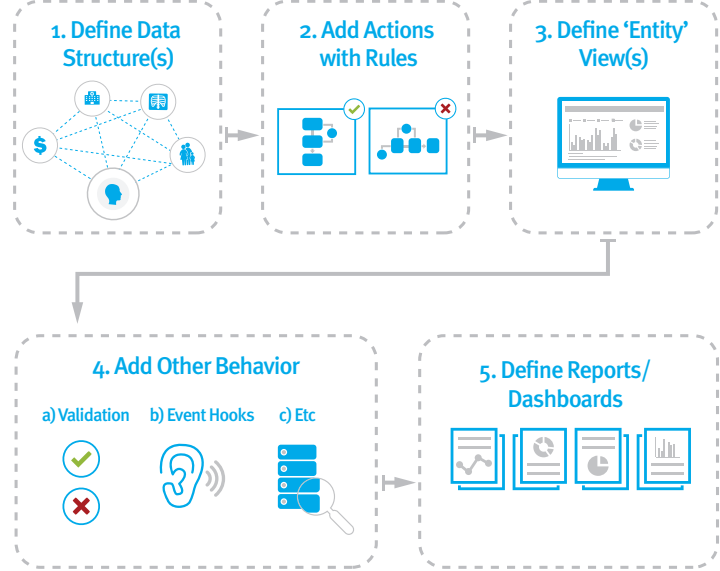 1. Define Data
Structure(s)
2. Add Actions
with Rules
3. Define ‘Entity’
View(s)
$
4. Add Other Behavior
a) Validation
b) Event Hooks
c) Etc
5. Define Reports/
Dashboards